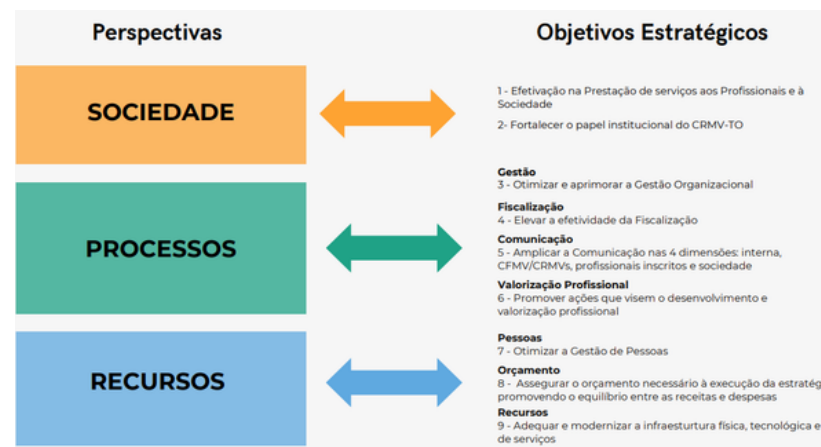 Perspectivas
Objetivos Estratégicos
SOCIEDADE
1 - Efetivação na Prestação de serviços aos Profissionais e à
Sociedade
2- Fortalecer o papel institucional do CRMV-TO
PROCESSOS
Gestão
3 - Otimizar e aprimorar a Gestão Organizacional
Fiscalização
4 - Elevar a efetividade da Fiscalização
Comunicação
5 - Amplicar a Comunicação nas 4 dimensões: interna,
CFMV/CRMVs, profissionais inscritos e sociedade
Valorização Profissional
6 - Promover ações que visem o desenvolvimento e
valorização profissional
RECURSOS
Pessoas
7 - Otimizar a Gestão de Pessoas
Orçamento
8 - Assegurar o orçamento necessário à execução da estratég
promovendo o equilíbrio entre as receitas e despesas
Recursos
9 - Adequar e modernizar a infraesturtura física, tecnológica e
de serviços